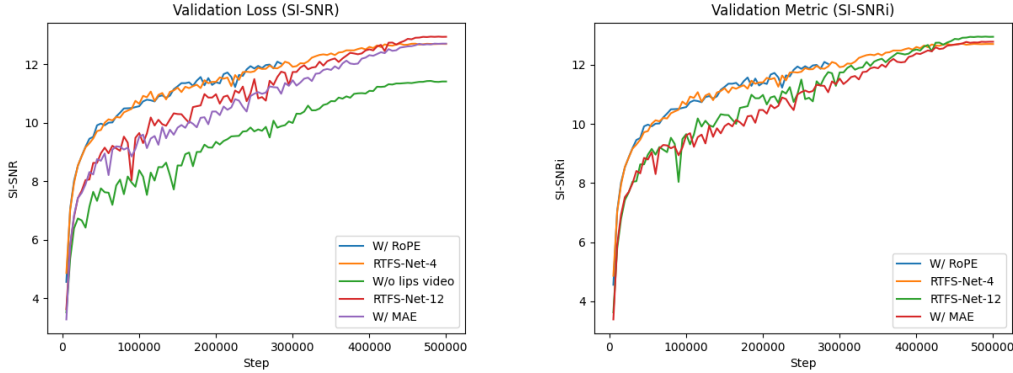 Validation Loss (SI-SNR)
SI-SNR
12
10
8
6
4
0
100000
200000
300000
400000
500000
Step
W/ RoPE
RTFS-Net-4
W/o lips video
RTFS-Net-12
W/ MAE
Validation Metric (SI-SNRi)
SI-SNRi
12
10
8
6
4
0
100000
200000
300000
400000
500000
Step
W/ RoPE
RTFS-Net-4
RTFS-Net-12
W/ MAE